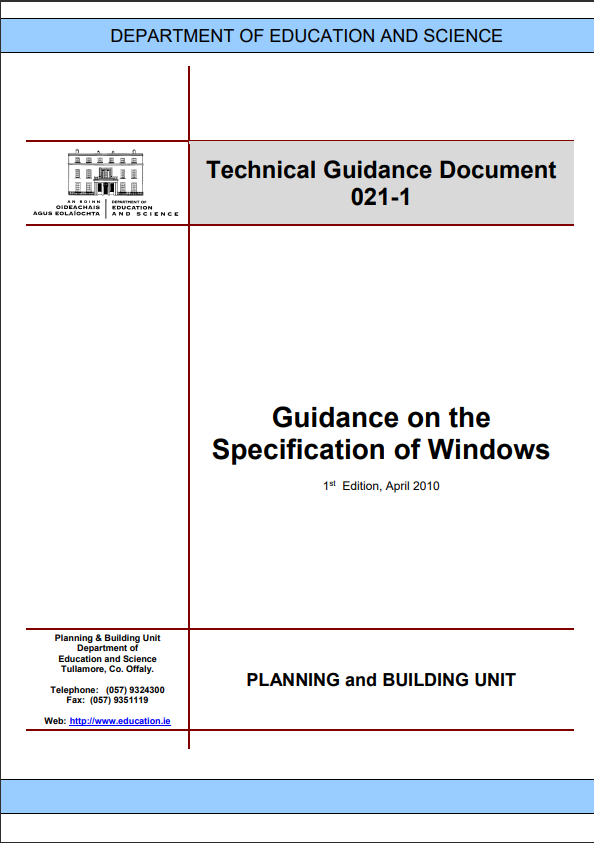 DEPARTMENT OF EDUCATION AND SCIENCE
AN ROINN
OIDEACHAIS
AGUS EOLAÍOCHTA
DEPARTMENT OF
EDUCATION
AND SCIENCE
Technical Guidance Document
021-1
Guidance on the
Specification of Windows
1st Edition, April 2010
Planning & Building Unit
Department of
Education and Science
Tullamore, Co. Offaly.
Telephone: (057) 9324300
Fax: (057) 9351119
Web: http://www.education.ie
PLANNING and BUILDING UNIT